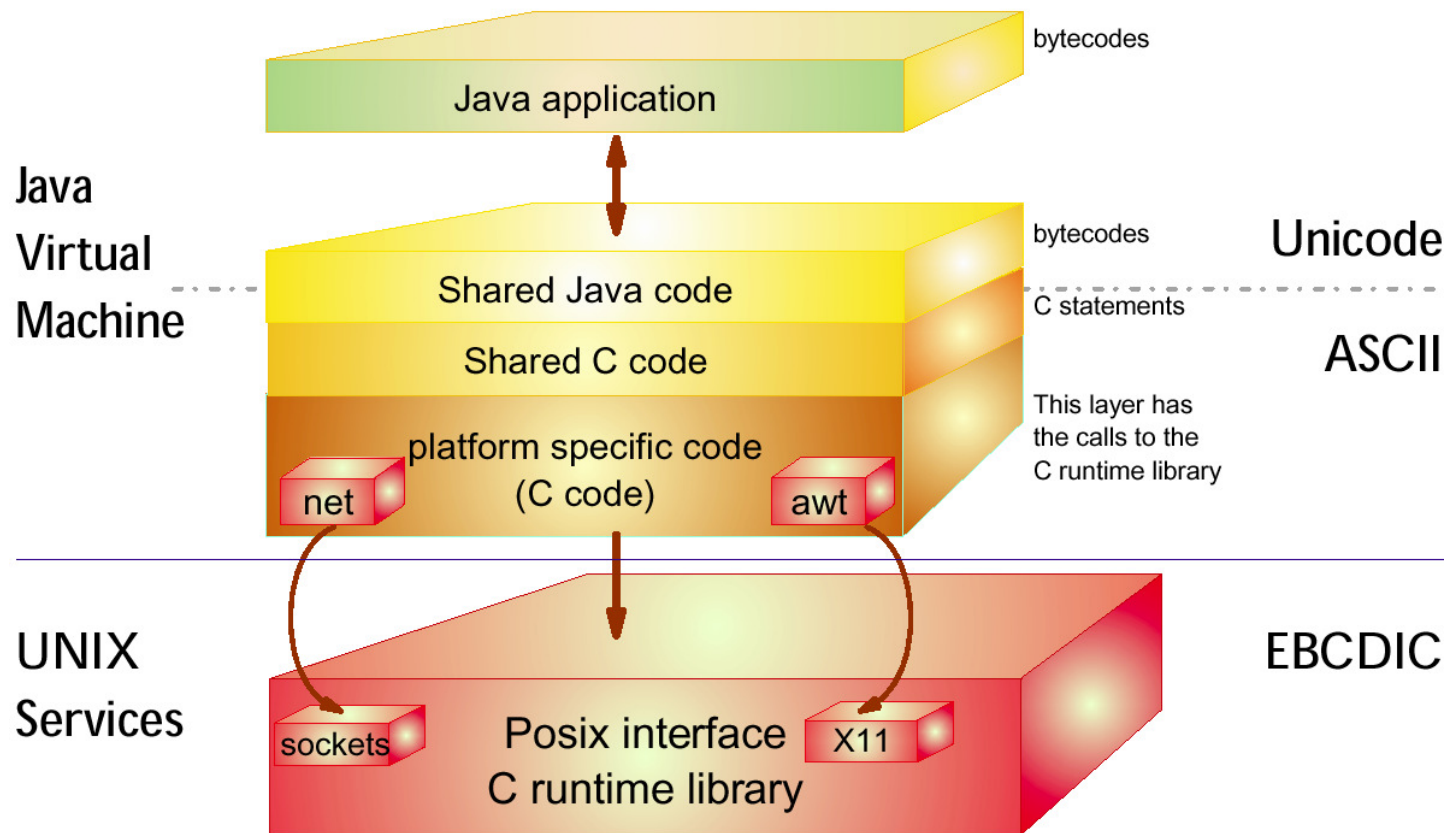 bytecodes
Java application
Java
Virtual
Machine
bytecodes
Unicode
Shared Java code
C statements
Shared C code
ASCII
platform specific code
(C code)
This layer has
the calls to the
C runtime library
net
awt
UNIX
Services
EBCDIC
sockets
Posix interface
C runtime library
X11